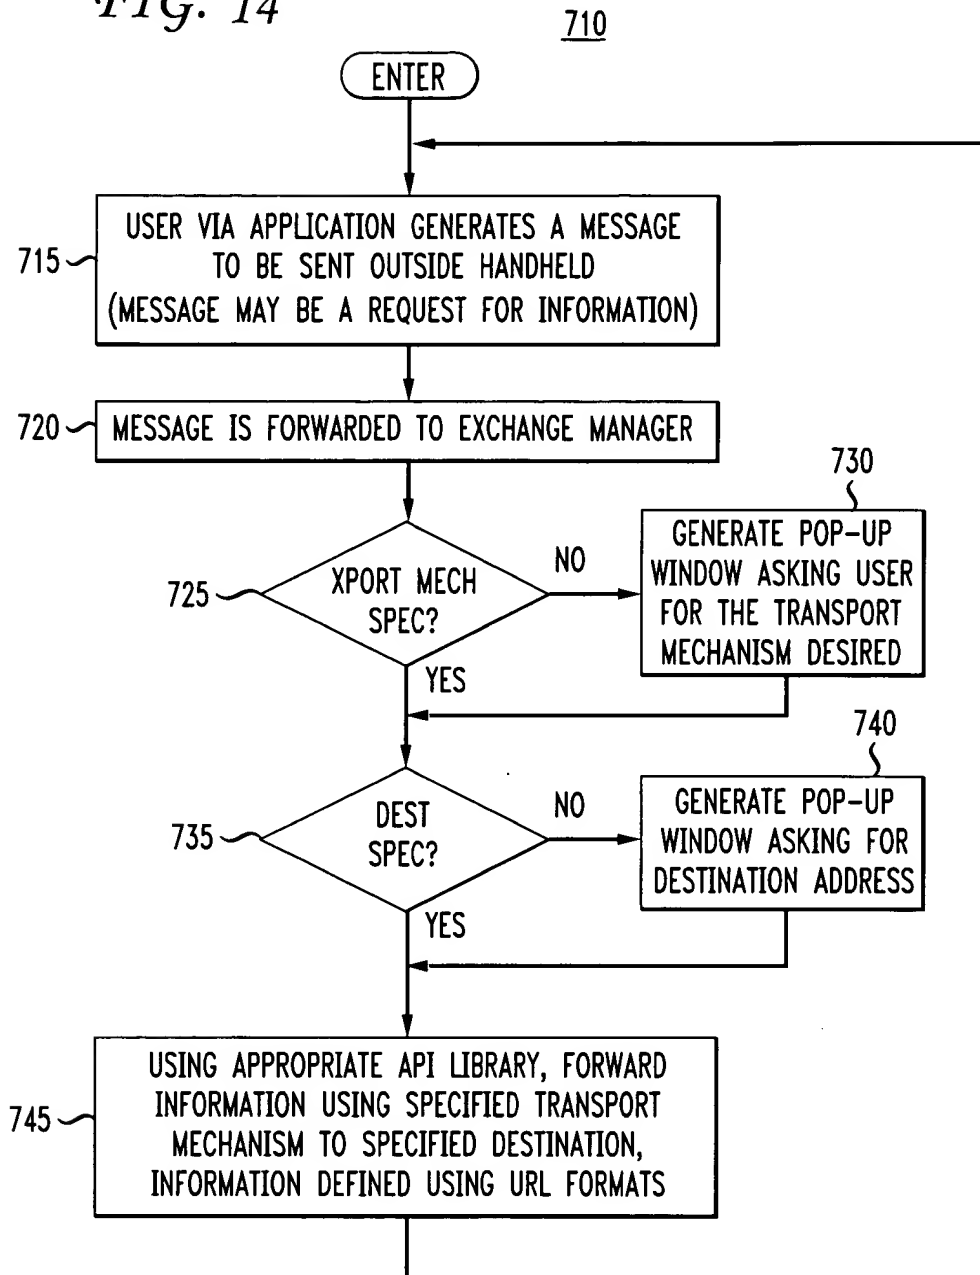 FIG. 14
710
ENTER
USER VIA APPLICATION GENERATES A MESSAGE
TO BE SENT OUTSIDE HANDHELD
(MESSAGE MAY BE A REQUEST FOR INFORMATION)
715
720
MESSAGE IS FORWARDED TO EXCHANGE MANAGER
730
GENERATE POP-UP
WINDOW ASKING USER
FOR THE TRANSPORT
MECHANISM DESIRED
725
XPORT MECH
SPEC?
NO
YES
740
GENERATE POP-UP
WINDOW ASKING FOR
DESTINATION ADDRESS
735
DEST
SPEC?
NO
YES
745
USING APPROPRIATE API LIBRARY, FORWARD
INFORMATION USING SPECIFIED TRANSPORT
MECHANISM TO SPECIFIED DESTINATION,
INFORMATION DEFINED USING URL FORMATS